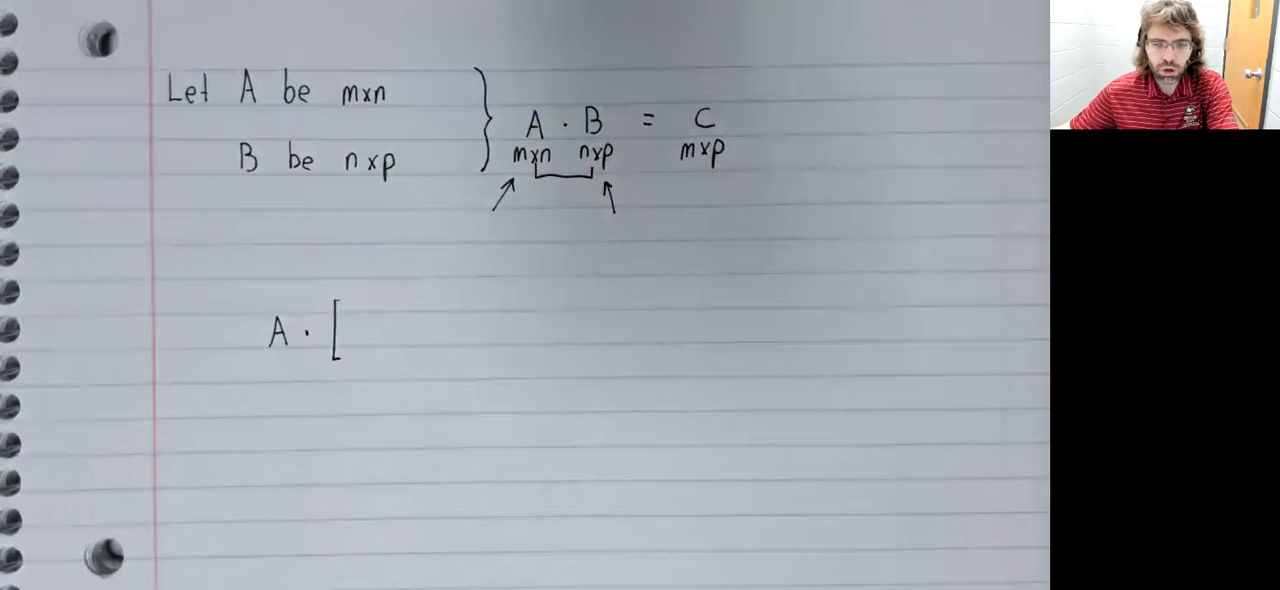 Let A be m×n
B be n×p
A · B = C
m×n n×p m×p
A · [